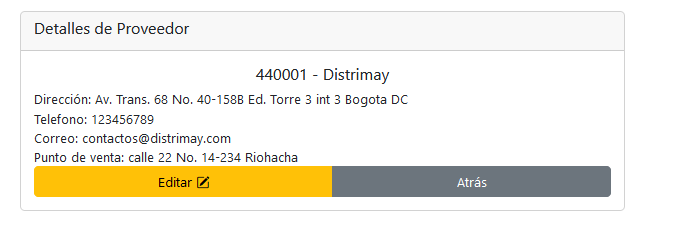 Detalles de Proveedor
440001 - Distrimay
Dirección: Av. Trans. 68 No. 40-158B Ed. Torre 3 int 3 Bogota DC
Telefono: 123456789
Correo: contactos@distrimay.com
Punto de venta: calle 22 No. 14-234 Riohacha
Editar
Atrás